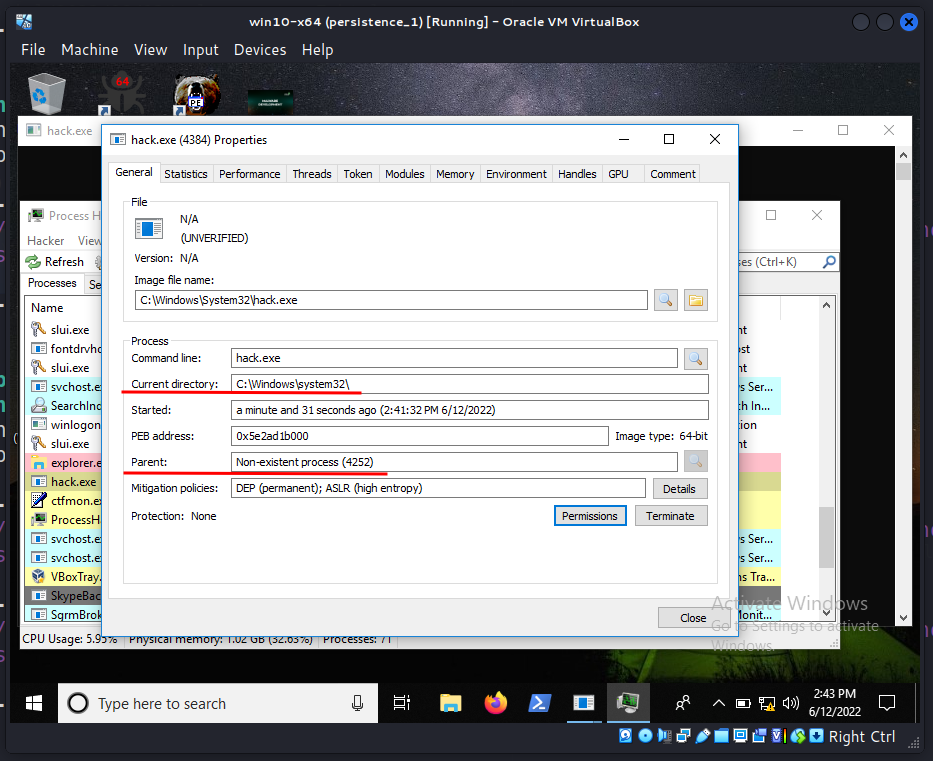 win10-x64 (persistence_1) [Running] - Oracle VM VirtualBox
File Machine View Input Devices Help
64
PE
hack.exe
hack.exe (4384) Properties
General Statistics Performance Threads Token Modules Memory Environment Handles GPU Comment
File
N/A
(UNVERIFIED)
Version: N/A
Image file name:
C:\Windows\System32\hack.exe
Process
Command line: hack.exe
Current directory: C:\Windows\system32\
Started: a minute and 31 seconds ago (2:41:32 PM 6/12/2022)
PEB address: 0x5e2ad1b000 Image type: 64-bit
Parent: Non-existent process (4252)
Mitigation policies: DEP (permanent); ASLR (high entropy) Details
Protection: None Permissions Terminate
Close
Process H
Hacker View
Refresh
ses (Ctrl+K)
Processes Se
Name
slui.exe
fontdrvho
slui.exe
svchost.ex
SearchInd
winlogon
slui.exe
explorer.e
hack.exe
ctfmon.ex
ProcessHa
svchost.ex
svchost.ex
VBoxTray.
SkypeBac
SgrmBrok
nt
ost
nt
s Ser...
h In...
ion
nt
s Ser...
s Ser...
ns Tra...
Monit...
CPU Usage: 5.95% Physical memory: 1.02 GB (32.63%) Processes: 71
Activate Windows
Go to Settings to activate
Windows.
Type here to search
2:43 PM
6/12/2022
Right Ctrl